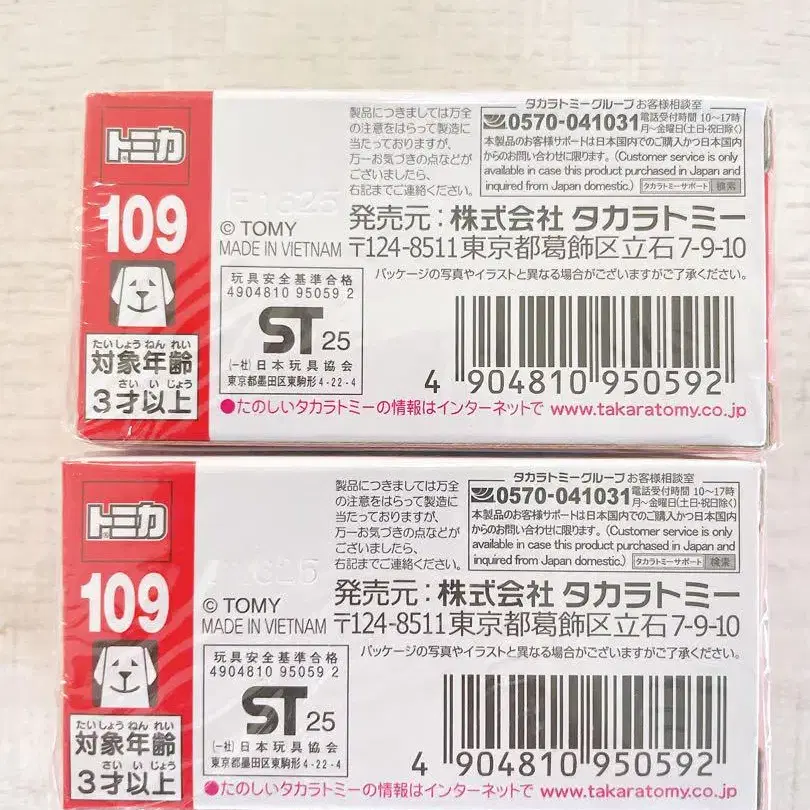 トミカ
109
たいしょう ねん れい
対象年齢
さい い じょう
3才以上
© TOMY
MADE IN VIETNAM
製品につきましては万全
の注意をはらって製造に
当たっておりますが、
万一お気づきの点などが
ございましたら、
右記までご連絡ください。
タカラトミーグループ お客様相談室
0570-041031 電話受付時間 10〜17時
月〜金曜日(土・日・祝日除く)
本製品のお客様サポートは日本国内でのご購入かつ日本国内
からのお問い合わせに限ります。(Customer service is only
available in case this product purchased in Japan and
inquired from Japan domestic.) タカラトミーサポート 検索
発売元:株式会社 タカラトミー
〒124-8511 東京都葛飾区立石7-9-10
パッケージの写真やイラストと異なる場合がございますがご了承ください。
玩具安全基準合格
4904810 95059 2
ST 25
(一社)日本玩具協会
東京都墨田区東駒形4-22-4
4 904810 950592
●たのしいタカラトミーの情報はインターネットで www.takaratomy.co.jp
トミカ
109
たいしょう ねん れい
対象年齢
さい い じょう
3才以上
© TOMY
MADE IN VIETNAM
製品につきましては万全
の注意をはらって製造に
当たっておりますが、
万一お気づきの点などが
ございましたら、
右記までご連絡ください。
タカラトミーグループ お客様相談室
0570-041031 電話受付時間 10〜17時
月〜金曜日(土・日・祝日除く)
本製品のお客様サポートは日本国内でのご購入かつ日本国内
からのお問い合わせに限ります。(Customer service is only
available in case this product purchased in Japan and
inquired from Japan domestic.) タカラトミーサポート 検索
発売元:株式会社 タカラトミー
〒124-8511 東京都葛飾区立石7-9-10
パッケージの写真やイラストと異なる場合がございますがご了承ください。
玩具安全基準合格
4904810 95059 2
ST 25
(一社)日本玩具協会
東京都墨田区東駒形4-22-4
4 904810 950592
●たのしいタカラトミーの情報はインターネットで www.takaratomy.co.jp